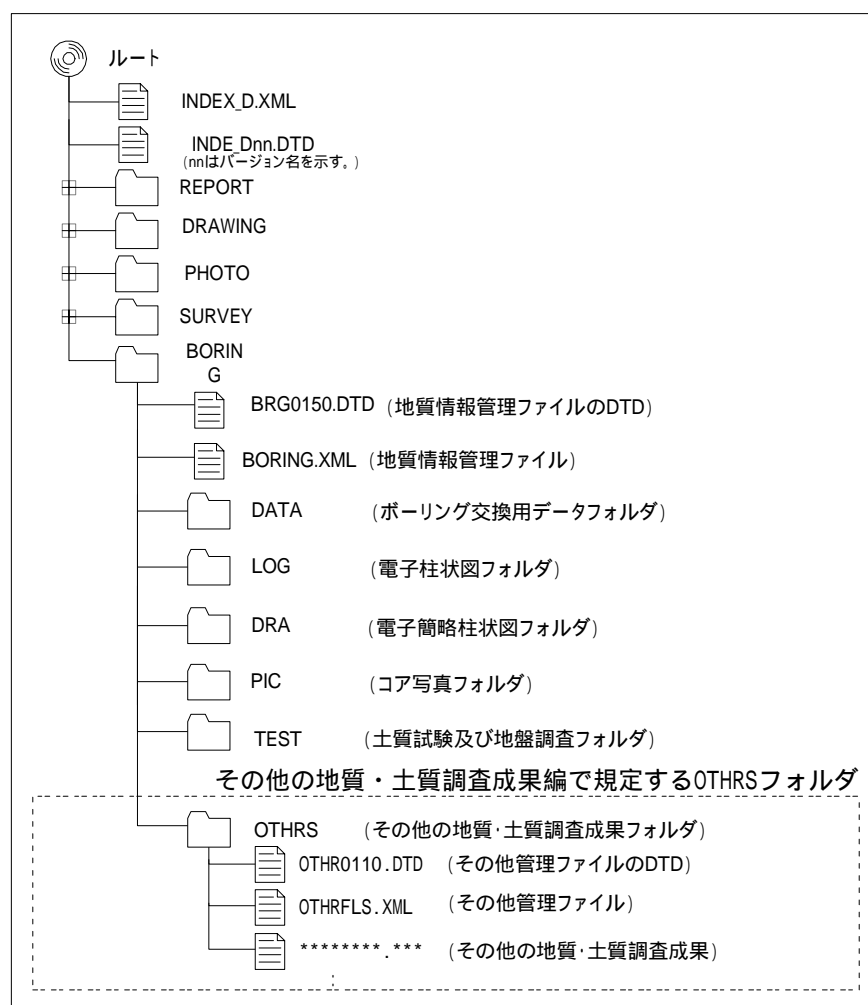 ルート
INDEX_D.XML
INDE_Dnn.DTD
(nnはバージョン名を示す。)
REPORT
DRAWING
PHOTO
SURVEY
BORIN
G
BRG0150.DTD (地質情報管理ファイルのDTD)
BORING.XML (地質情報管理ファイル)
DATA (ボーリング交換用データフォルダ)
LOG (電子柱状図フォルダ)
DRA (電子簡略柱状図フォルダ)
PIC (コア写真フォルダ)
TEST (土質試験及び地盤調査フォルダ)
その他の地質・土質調査成果編で規定するOTHRSフォルダ
OTHRS (その他の地質・土質調査成果フォルダ)
OTHR0110.DTD (その他管理ファイルのDTD)
OTHRFLS.XML (その他管理ファイル)
********.*** (その他の地質・土質調査成果)
: